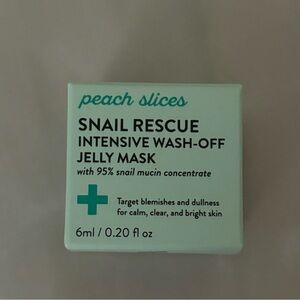 peach slices
SNAIL RESCUE
INTENSIVE WASH-OFF
JELLY MASK
with 95% snail mucin concentrate
Target blemishes and dullness
for calm, clear, and bright skin
6ml / 0.20 fl oz